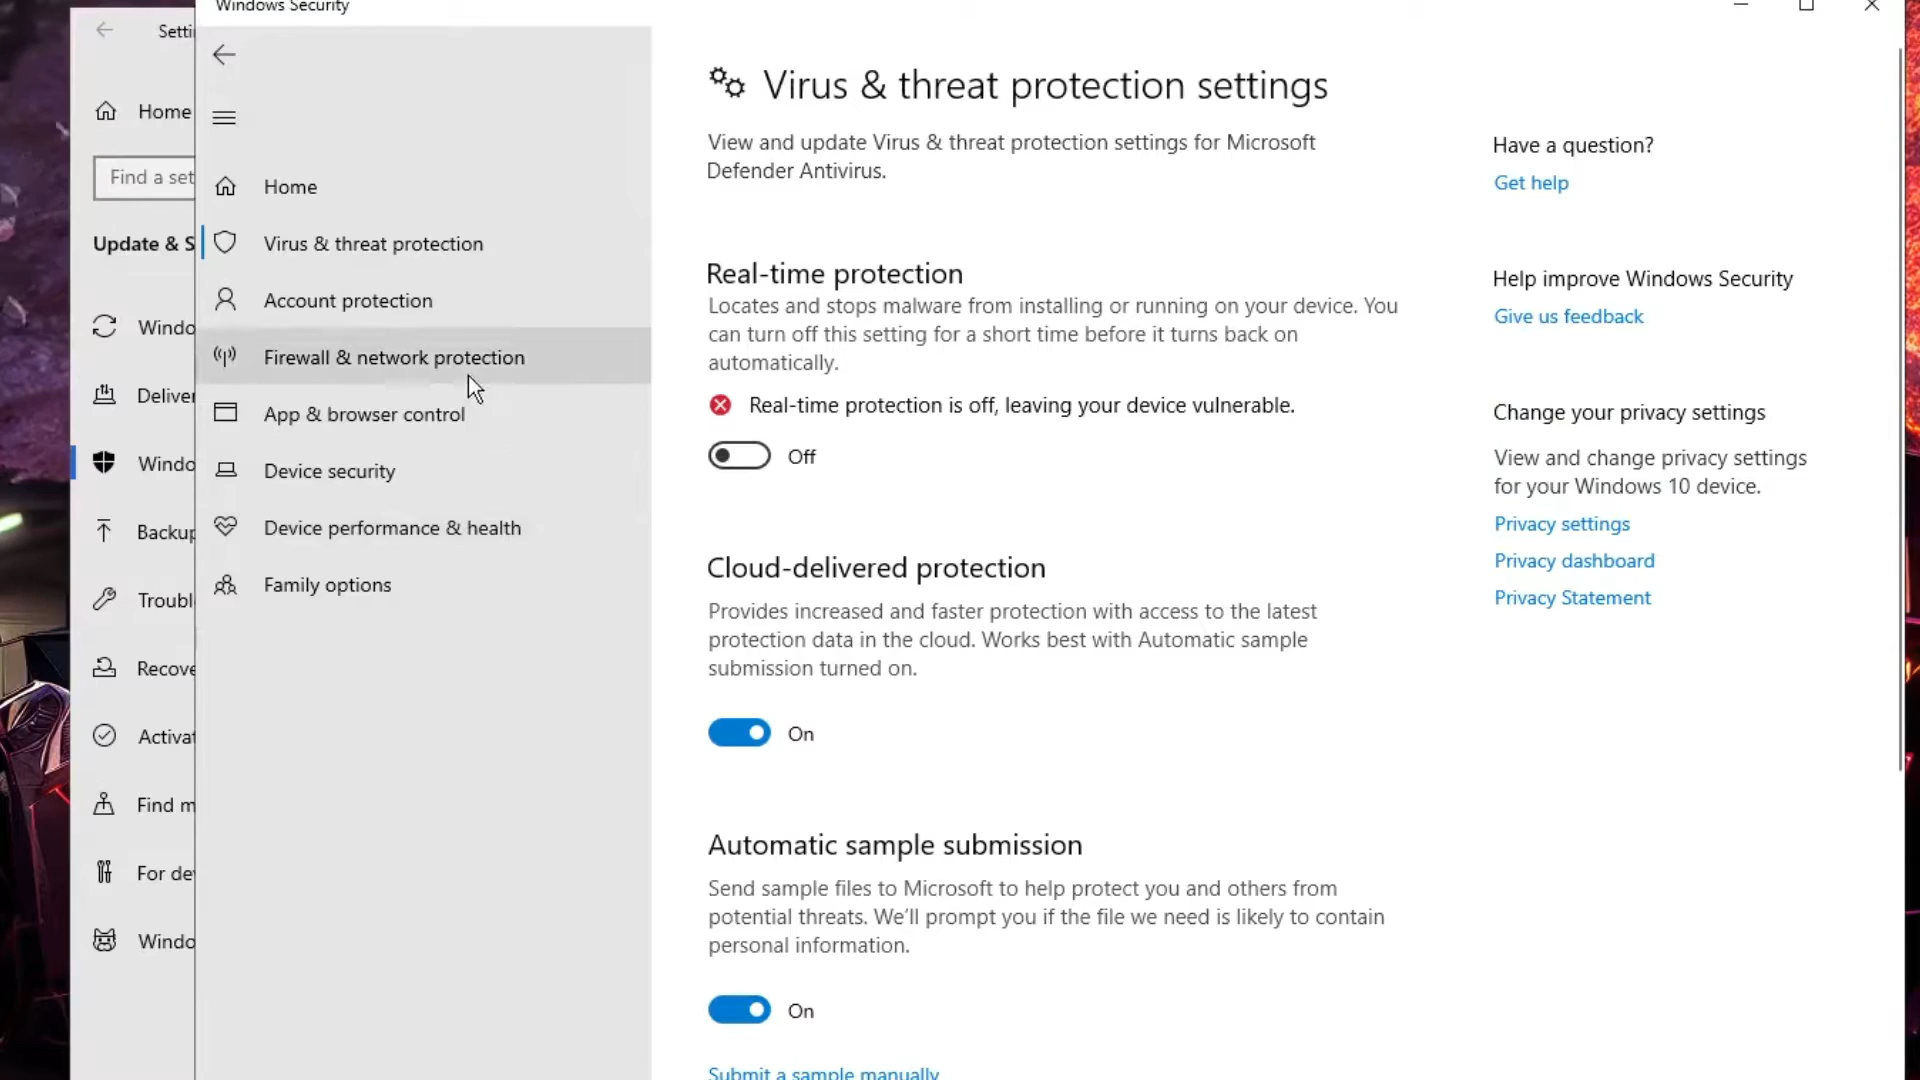 Windows Security
Setti
Home
Find a set
Update & S
Windo
Deliver
Windo
Backup
Troubl
Recove
Activat
Find m
For de
Windo
Home
Virus & threat protection
Account protection
Firewall & network protection
App & browser control
Device security
Device performance & health
Family options
Virus & threat protection settings
View and update Virus & threat protection settings for Microsoft
Defender Antivirus.
Real-time protection
Locates and stops malware from installing or running on your device. You
can turn off this setting for a short time before it turns back on
automatically.
Real-time protection is off, leaving your device vulnerable.
Off
Cloud-delivered protection
Provides increased and faster protection with access to the latest
protection data in the cloud. Works best with Automatic sample
submission turned on.
On
Automatic sample submission
Send sample files to Microsoft to help protect you and others from
potential threats. We'll prompt you if the file we need is likely to contain
personal information.
On
Submit a sample manually
Have a question?
Get help
Help improve Windows Security
Give us feedback
Change your privacy settings
View and change privacy settings
for your Windows 10 device.
Privacy settings
Privacy dashboard
Privacy Statement